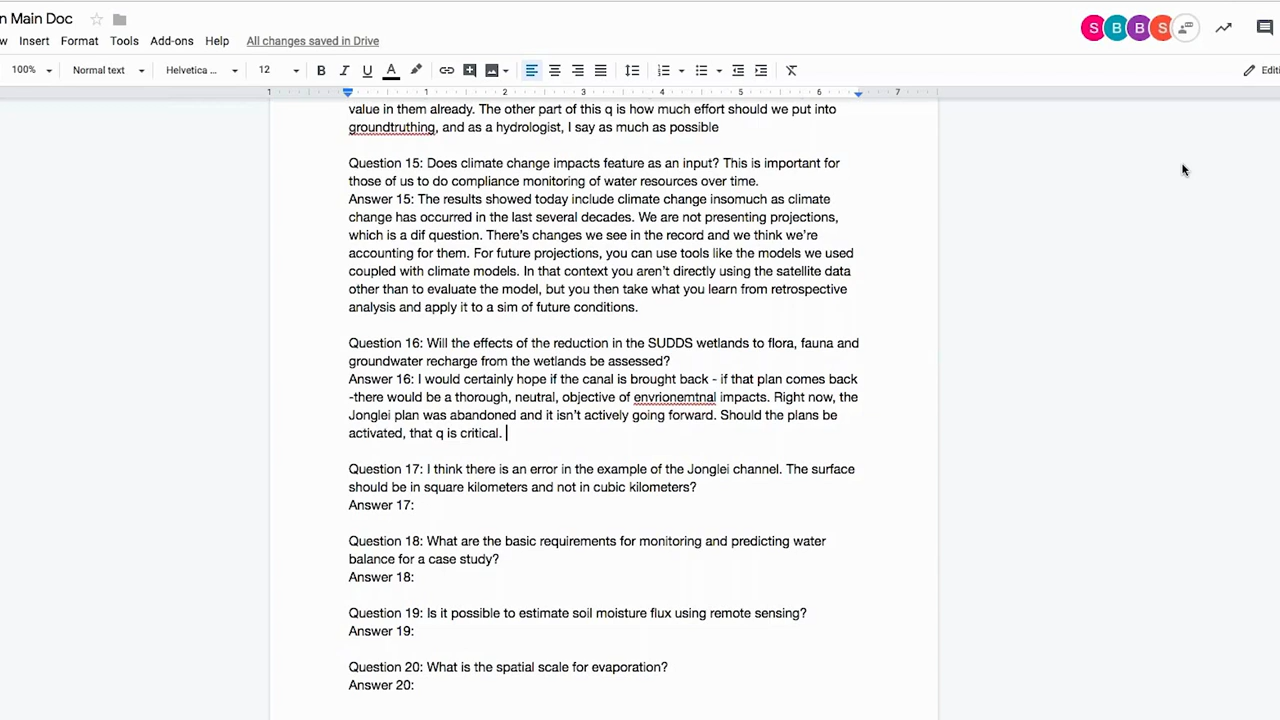 n Main Doc
w Insert Format Tools Add-ons Help All changes saved in Drive
S B B S
100% Normal text Helvetica ... 12 B I U A Editi
1 1 2 3 4 5 6 7
value in them already. The other part of this q is how much effort should we put into
groundtruthing, and as a hydrologist, I say as much as possible
Question 15: Does climate change impacts feature as an input? This is important for
those of us to do compliance monitoring of water resources over time.
Answer 15: The results showed today include climate change insomuch as climate
change has occurred in the last several decades. We are not presenting projections,
which is a dif question. There's changes we see in the record and we think we're
accounting for them. For future projections, you can use tools like the models we used
coupled with climate models. In that context you aren't directly using the satellite data
other than to evaluate the model, but you then take what you learn from retrospective
analysis and apply it to a sim of future conditions.
Question 16: Will the effects of the reduction in the SUDDS wetlands to flora, fauna and
groundwater recharge from the wetlands be assessed?
Answer 16: I would certainly hope if the canal is brought back - if that plan comes back
-there would be a thorough, neutral, objective of envrionemtnal impacts. Right now, the
Jonglei plan was abandoned and it isn't actively going forward. Should the plans be
activated, that q is critical.
Question 17: I think there is an error in the example of the Jonglei channel. The surface
should be in square kilometers and not in cubic kilometers?
Answer 17:
Question 18: What are the basic requirements for monitoring and predicting water
balance for a case study?
Answer 18:
Question 19: Is it possible to estimate soil moisture flux using remote sensing?
Answer 19:
Question 20: What is the spatial scale for evaporation?
Answer 20: